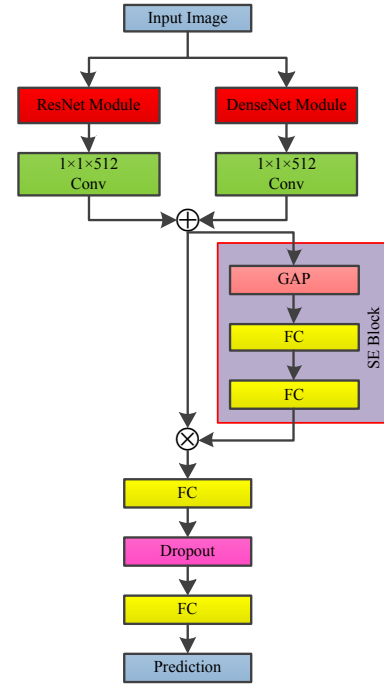 Input Image
ResNet Module
DenseNet Module
1×1×512
Conv
1×1×512
Conv
GAP
FC
FC
SE Block
FC
Dropout
FC
Prediction